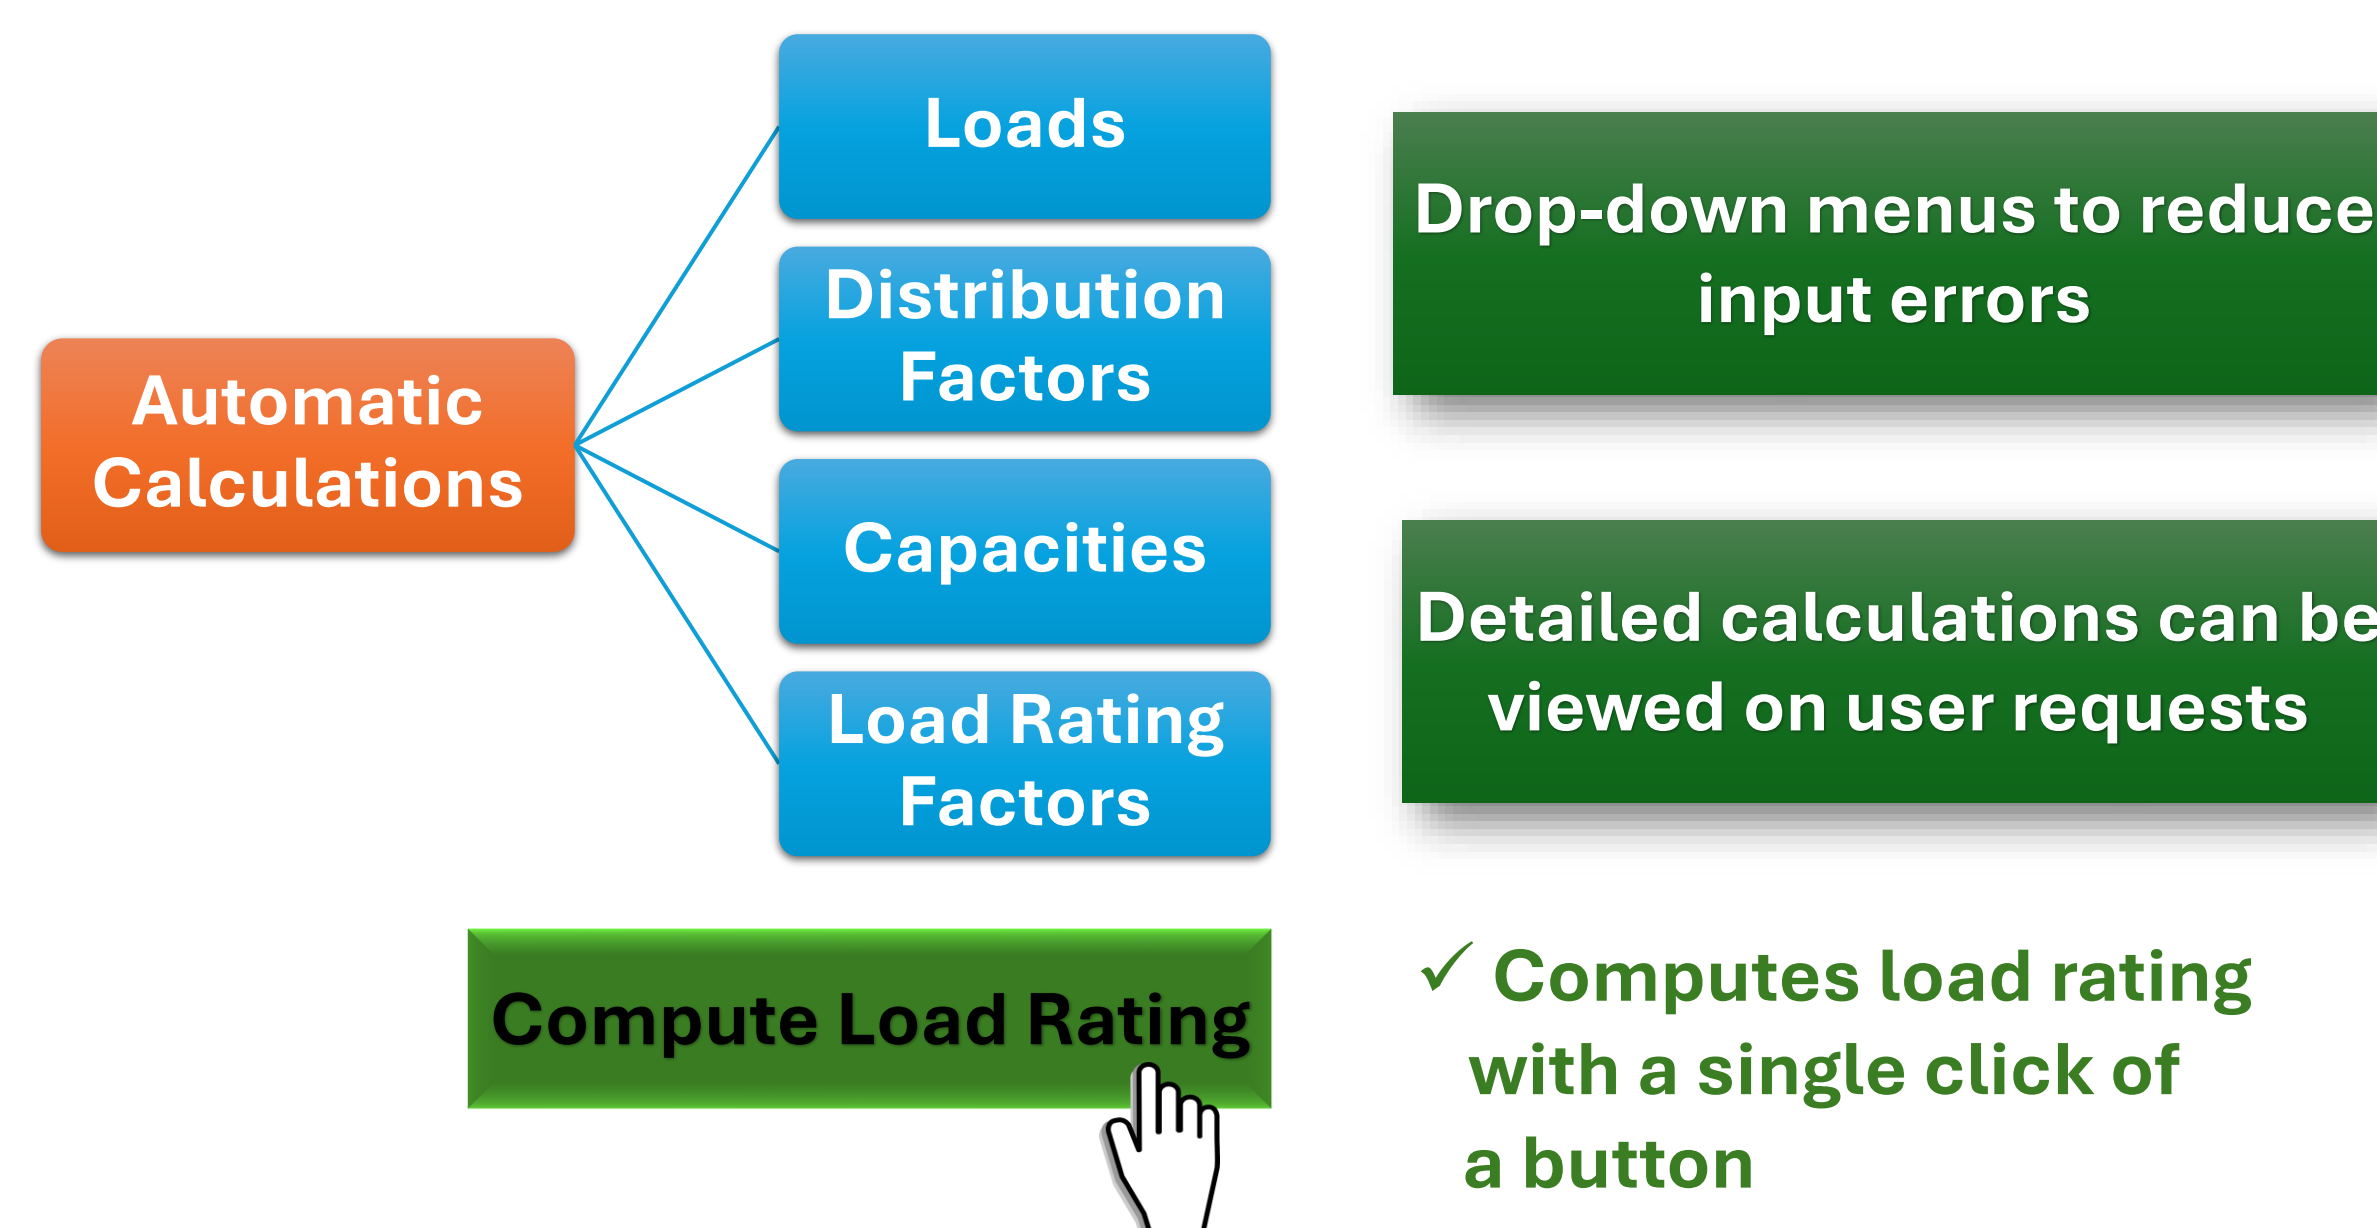 Loads
Distribution
Factors
Automatic
Calculations
Capacities
Load Rating
Factors
Drop-down menus to reduce
input errors
Detailed calculations can be
viewed on user requests
Compute Load Rating
✓ Computes load rating
with a single click of
a button